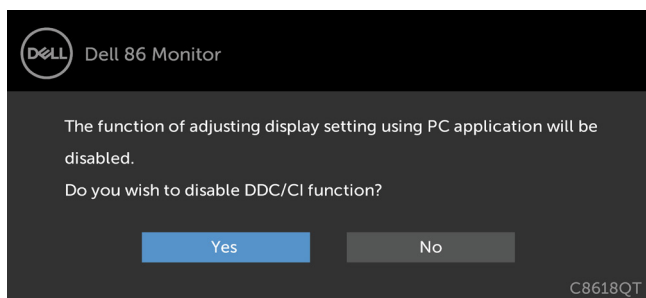 DELL
Dell 86 Monitor
The function of adjusting display setting using PC application will be
disabled.
Do you wish to disable DDC/CI function?
Yes
No
C8618QT